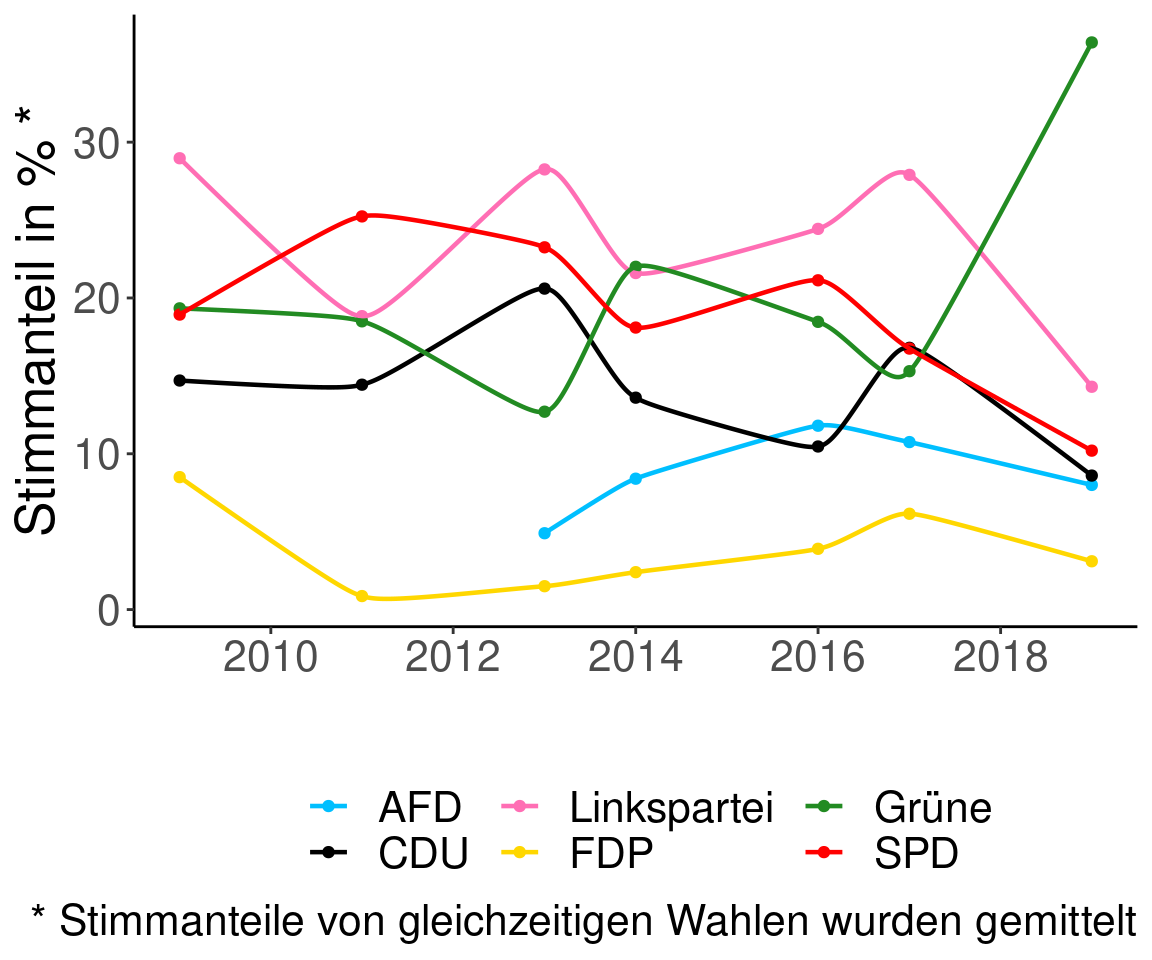 Stimmanteil in % *
30
20
10
0
2010 2012 2014 2016 2018
AFD Linkspartei Grüne
CDU FDP SPD
* Stimmanteile von gleichzeitigen Wahlen wurden gemittelt